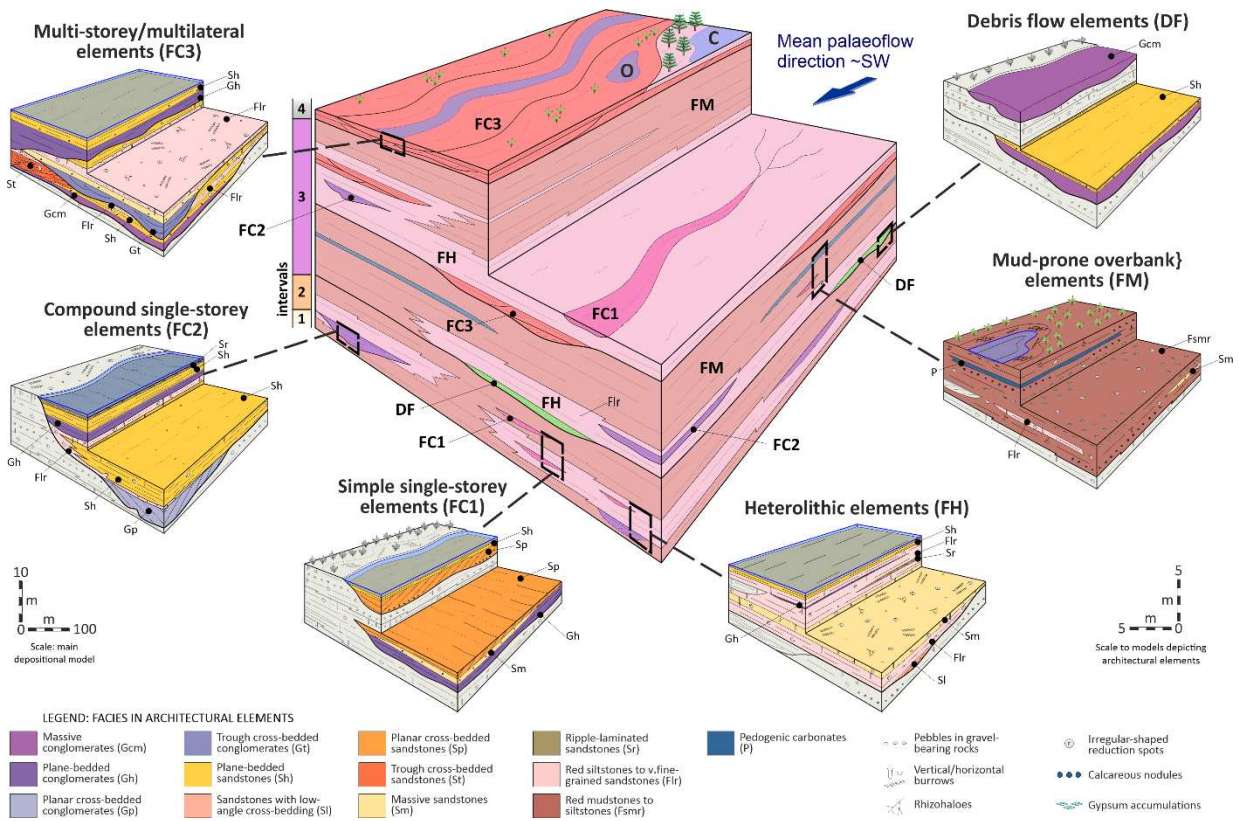 Multi-storey/multilateral
elements (FC3)
Sh
Gh
Flr
St
Gcm
Flr
Sh
Gt
Flr
Mean palaeoflow
direction ~SW
Debris flow elements (DF)
Gcm
Sh
C
O
FC3
FM
4
3
2
1
intervals
FC2
FH
FC3
FC1
DF
FM
FH
Flr
DF
FC1
FC2
Compound single-storey
elements (FC2)
Sr
Sh
Sh
Gh
Flr
Sh
Gp
Mud-prone overbank}
elements (FM)
Fsmr
Sm
P
Flr
Simple single-storey
elements (FC1)
Sh
Sp
Sp
Gh
Sm
Heterolithic elements (FH)
Sh
Flr
Sr
Gh
Sm
Flr
Sl
10
m
0
m
100
Scale: main
depositional model
5
m
5
m
0
Scale to models depicting
architectural elements
LEGEND: FACIES IN ARCHITECTURAL ELEMENTS
Massive
conglomerates (Gcm)
Plane-bedded
conglomerates (Gh)
Planar cross-bedded
conglomerates (Gp)
Trough cross-bedded
conglomerates (Gt)
Plane-bedded
sandstones (Sh)
Sandstones with low-
angle cross-bedding (Sl)
Planar cross-bedded
sandstones (Sp)
Trough cross-bedded
sandstones (St)
Massive sandstones
(Sm)
Ripple-laminated
sandstones (Sr)
Red siltstones to v.fine-
grained sandstones (Flr)
Red mudstones to
siltstones (Fsmr)
Pedogenic carbonates
(P)
Pebbles in gravel-
bearing rocks
Vertical/horizontal
burrows
Rhizohaloes
Irregular-shaped
reduction spots
Calcareous nodules
Gypsum accumulations